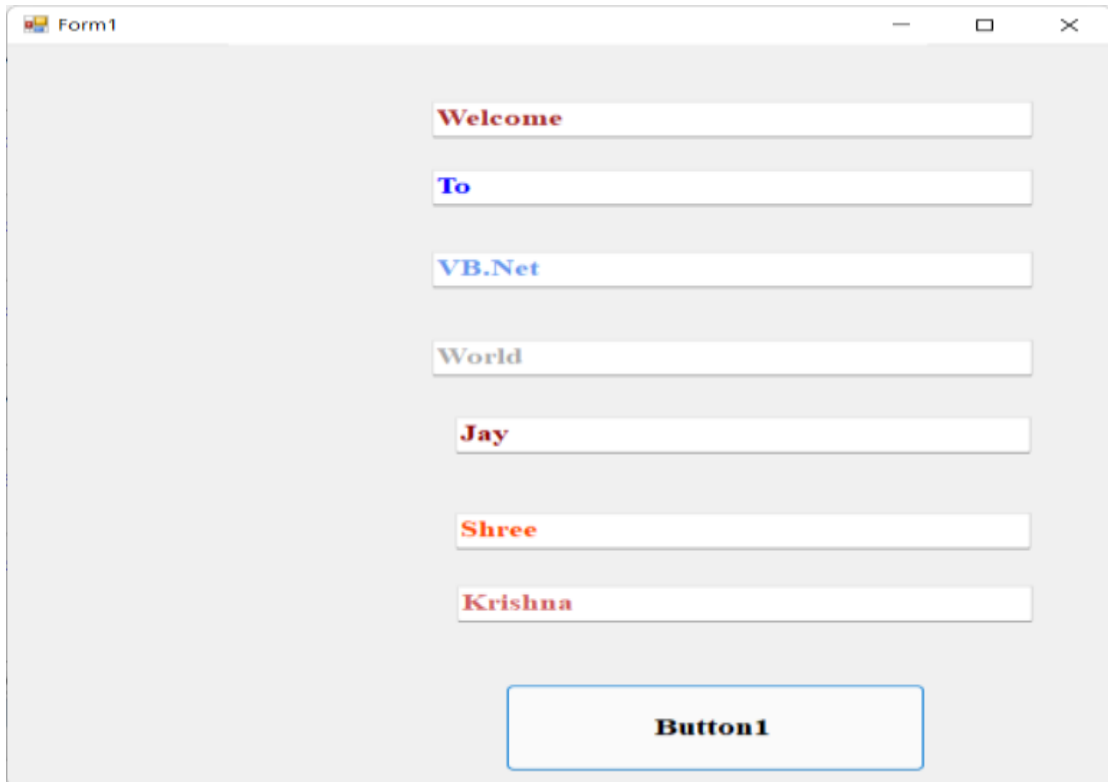 Form1
Welcome
To
VB.Net
World
Jay
Shree
Krishna
Button1